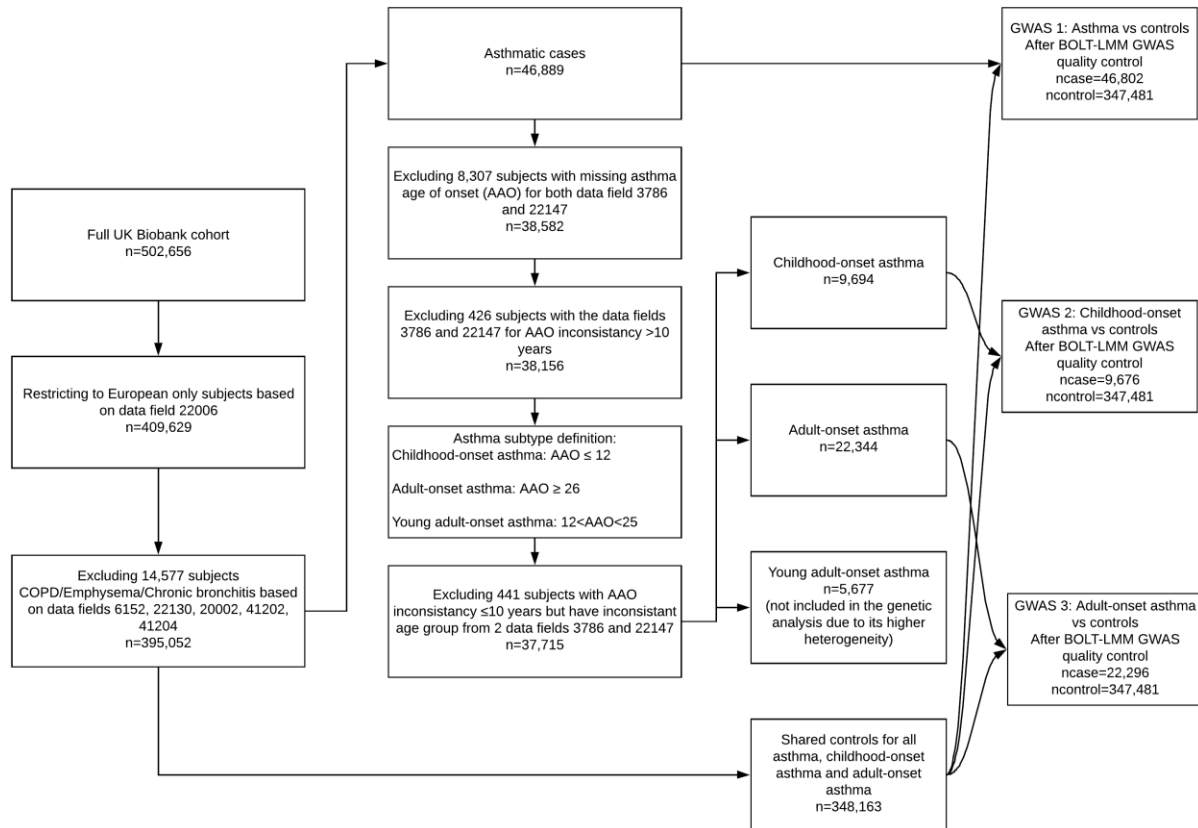 Full UK Biobank cohort
n=502,656
Restricting to European only subjects based
on data field 22006
n=409,629
Excluding 14,577 subjects
COPD/Emphysema/Chronic bronchitis based
on data fields 6152, 22130, 20002, 41202,
41204
n=395,052
Asthmatic cases
n=46,889
Excluding 8,307 subjects with missing asthma
age of onset (AAO) for both data field 3786
and 22147
n=38,582
Excluding 426 subjects with the data fields
3786 and 22147 for AAO inconsistancy >10
years
n=38,156
Asthma subtype definition:
Childhood-onset asthma: AAO ≤ 12
Adult-onset asthma: AAO ≥ 26
Young adult-onset asthma: 12<AAO<25
Excluding 441 subjects with AAO
inconsistancy ≤10 years but have inconsistant
age group from 2 data fields 3786 and 22147
n=37,715
Childhood-onset asthma
n=9,694
Adult-onset asthma
n=22,344
Young adult-onset asthma
n=5,677
(not included in the genetic
analysis due to its higher
heterogeneity)
Shared controls for all
asthma, childhood-onset
asthma and adult-onset
asthma
n=348,163
GWAS 1: Asthma vs controls
After BOLT-LMM GWAS
quality control
ncase=46,802
ncontrol=347,481
GWAS 2: Childhood-onset
asthma vs controls
After BOLT-LMM GWAS
quality control
ncase=9,676
ncontrol=347,481
GWAS 3: Adult-onset asthma
vs controls
After BOLT-LMM GWAS
quality control
ncase=22,296
ncontrol=347,481